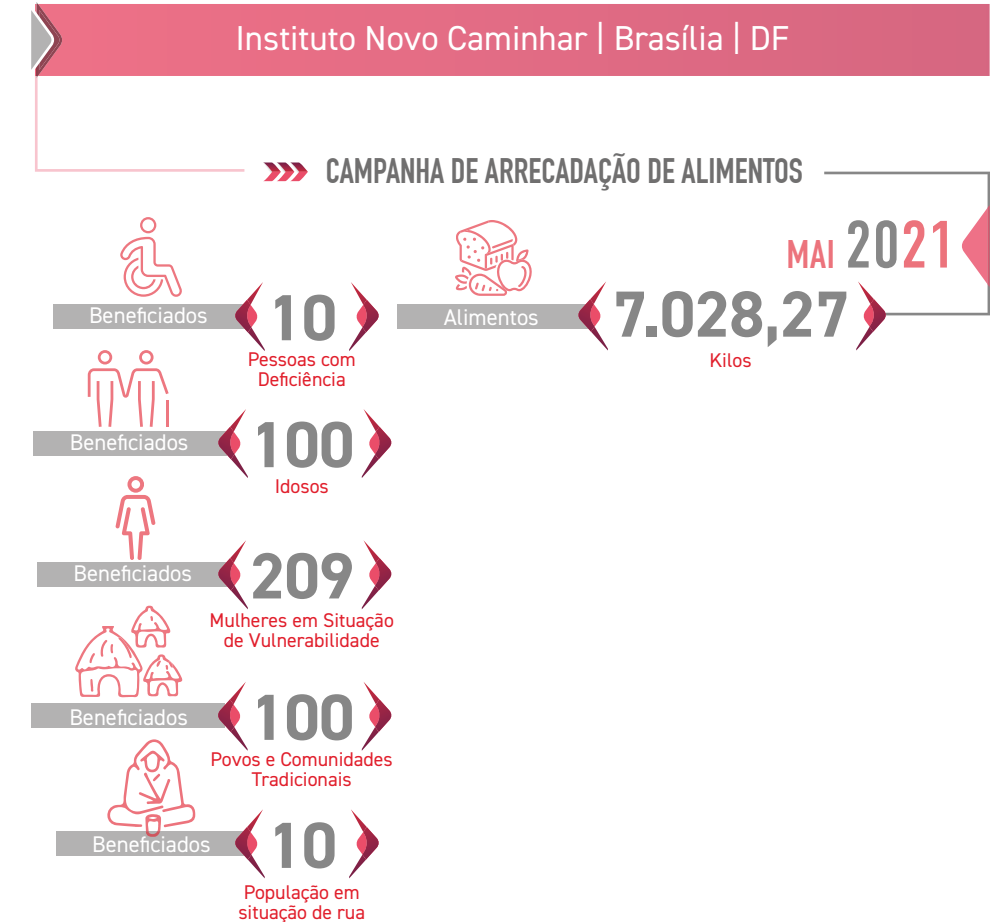 Instituto Novo Caminhar | Brasília | DF
CAMPANHA DE ARRECADAÇÃO DE ALIMENTOS
MAI 2021
Beneficiados
10
Pessoas com
Deficiência
Alimentos
7.028,27
Kilos
Beneficiados
100
Idosos
Beneficiados
209
Mulheres em Situação
de Vulnerabilidade
Beneficiados
100
Povos e Comunidades
Tradicionais
Beneficiados
10
População em
situação de rua